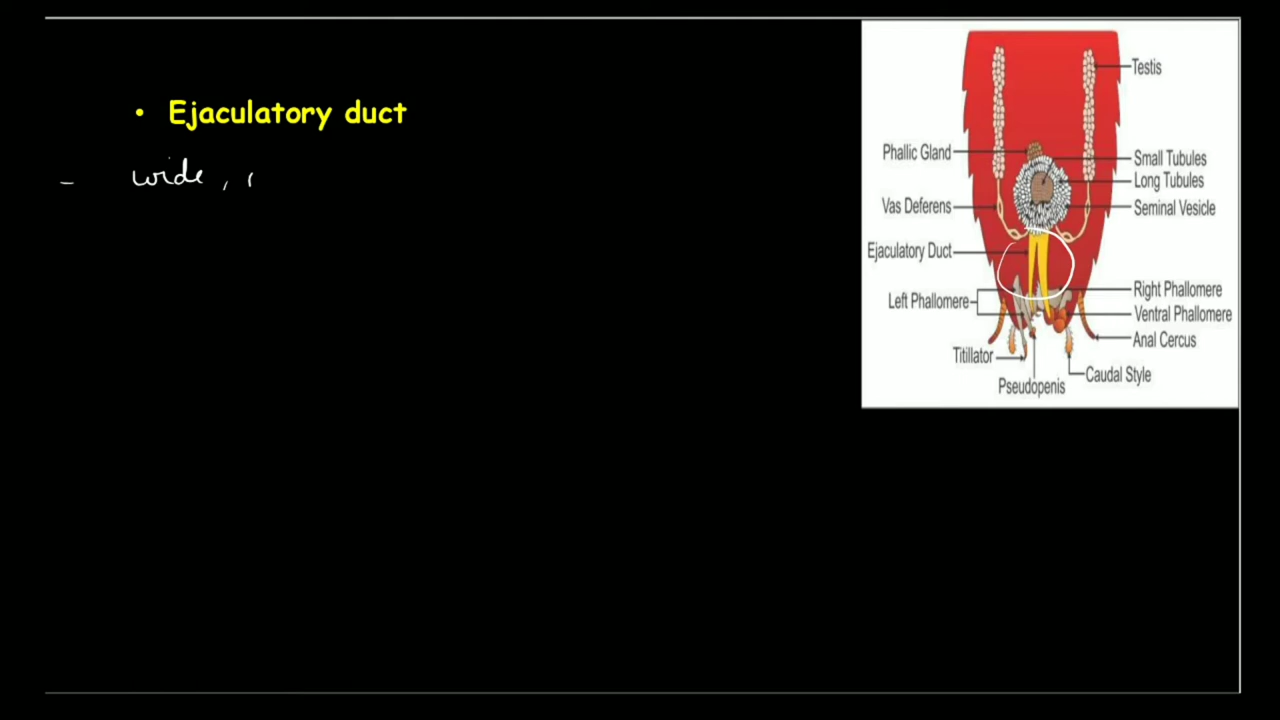 • Ejaculatory duct
- wide,
Testis
Phallic Gland
Small Tubules
Long Tubules
Vas Deferens
Seminal Vesicle
Ejaculatory Duct
Right Phallomere
Left Phallomere
Ventral Phallomere
Anal Cercus
Titillator
Caudal Style
Pseudopenis